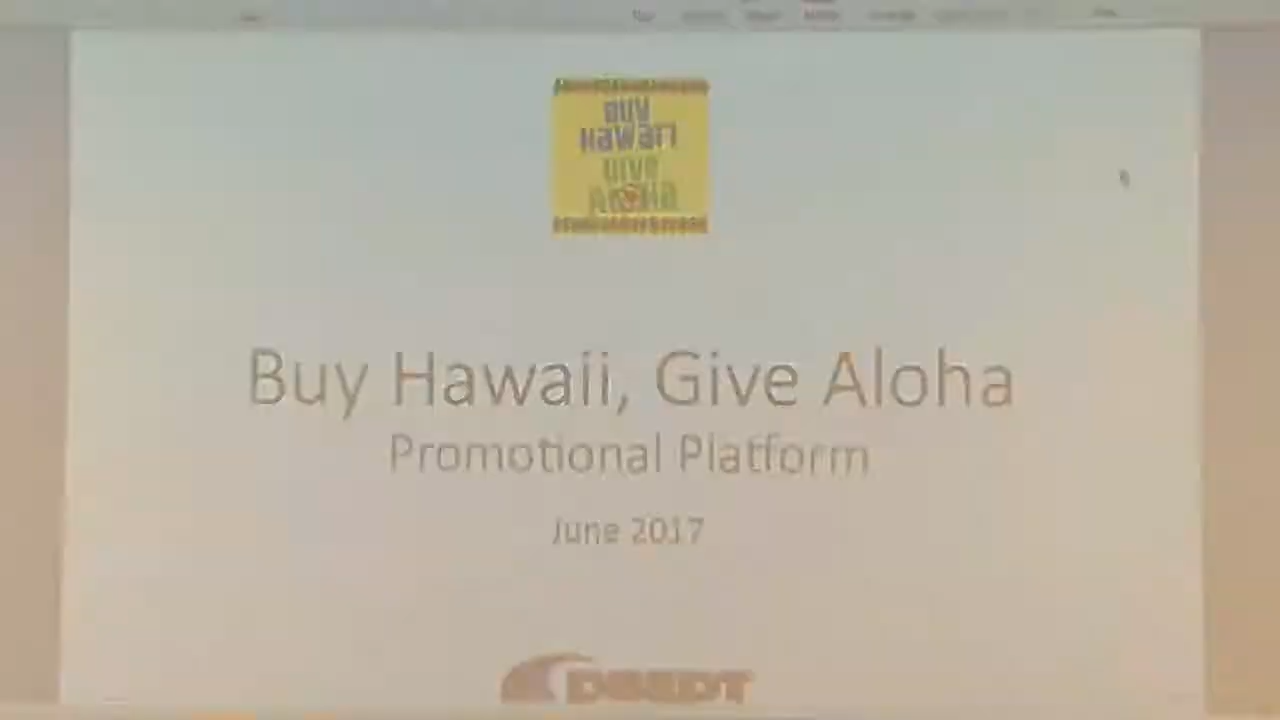 BUY
HAWAII
GIVE
ALOHA
Buy Hawaii, Give Aloha
Promotional Platform
June 2017
DBEDT